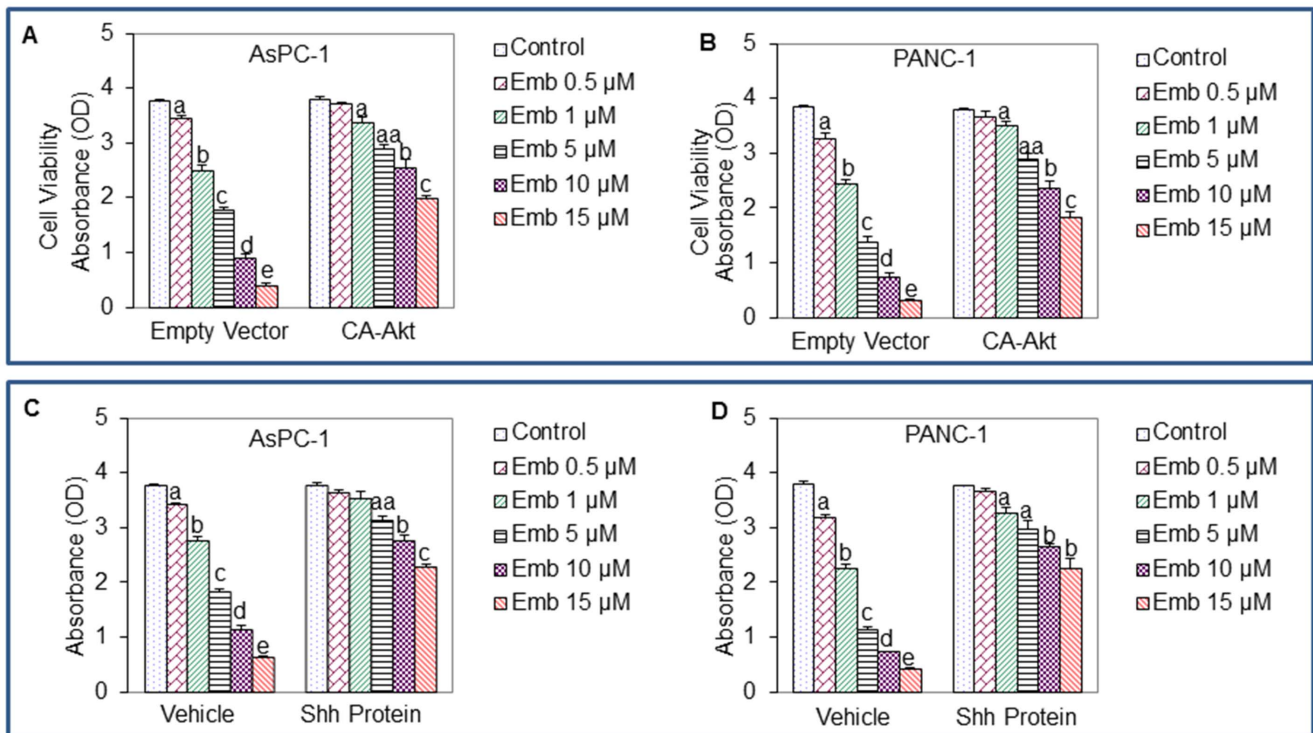 A
AsPC-1
Cell Viability
Absorbance (OD)
5
4
3
2
1
0
a
b
c
d
e
a
aa
b
c
Empty Vector
CA-Akt
Control
Emb 0.5 µM
Emb 1 µM
Emb 5 µM
Emb 10 µM
Emb 15 µM
B
PANC-1
Cell Viability
Absorbance (OD)
5
4
3
2
1
0
a
b
c
d
e
a
aa
b
c
Empty Vector
CA-Akt
Control
Emb 0.5 µM
Emb 1 µM
Emb 5 µM
Emb 10 µM
Emb 15 µM
C
AsPC-1
Absorbance (OD)
5
4
3
2
1
0
a
b
c
d
e
aa
b
c
Vehicle
Shh Protein
Control
Emb 0.5 µM
Emb 1 µM
Emb 5 µM
Emb 10 µM
Emb 15 µM
D
PANC-1
Absorbance (OD)
5
4
3
2
1
0
a
b
c
d
e
a
a
b
b
Vehicle
Shh Protein
Control
Emb 0.5 µM
Emb 1 µM
Emb 5 µM
Emb 10 µM
Emb 15 µM